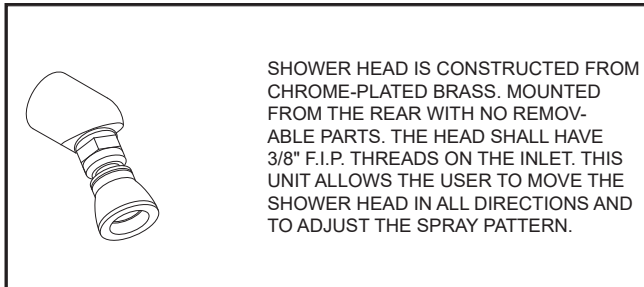 SHOWER HEAD IS CONSTRUCTED FROM
CHROME-PLATED BRASS. MOUNTED
FROM THE REAR WITH NO REMOV-
ABLE PARTS. THE HEAD SHALL HAVE
3/8" F.I.P. THREADS ON THE INLET. THIS
UNIT ALLOWS THE USER TO MOVE THE
SHOWER HEAD IN ALL DIRECTIONS AND
TO ADJUST THE SPRAY PATTERN.